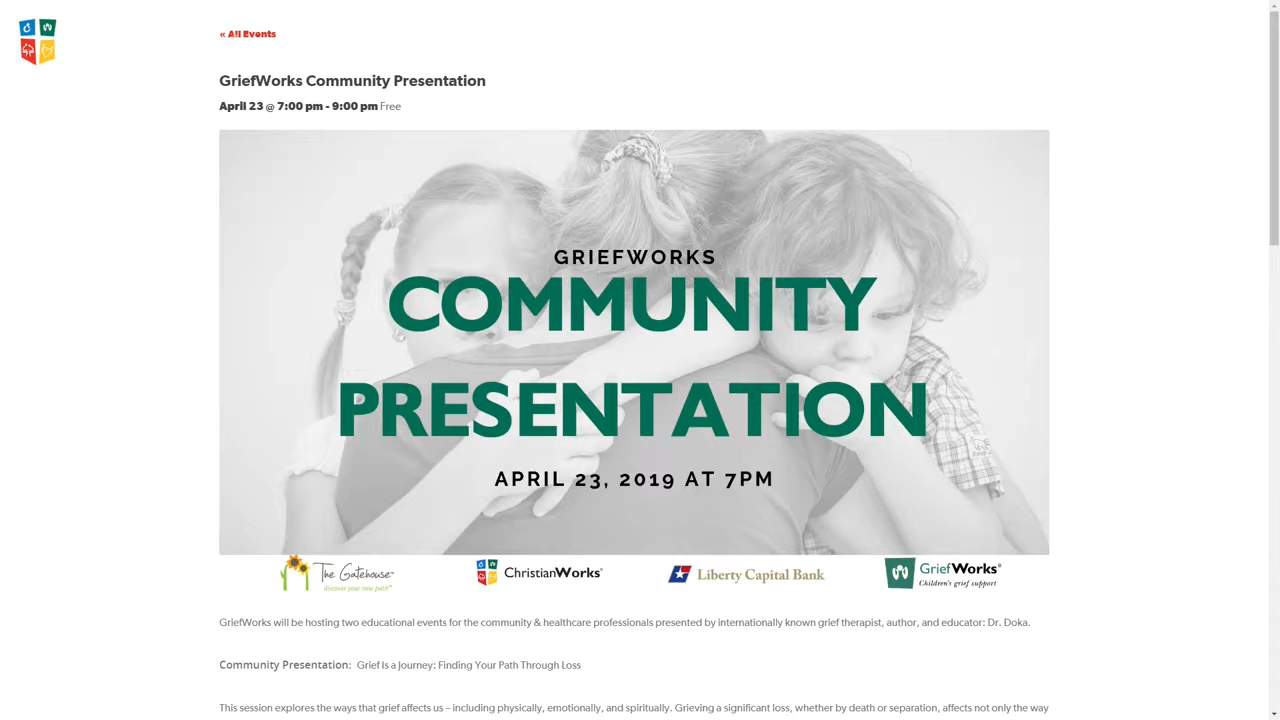 « All Events
GriefWorks Community Presentation
April 23 @ 7:00 pm - 9:00 pm Free
GRIEFWORKS
COMMUNITY
PRESENTATION
APRIL 23, 2019 AT 7PM
The Gatehouse™
discover your new path™
ChristianWorks®
Liberty Capital Bank
GriefWorks®
Children's grief support
GriefWorks will be hosting two educational events for the community & healthcare professionals presented by internationally known grief therapist, author, and educator: Dr. Doka.
Community Presentation: Grief Is a Journey: Finding Your Path Through Loss
This session explores the ways that grief affects us – including physically, emotionally, and spiritually. Grieving a significant loss, whether by death or separation, affects not only the way